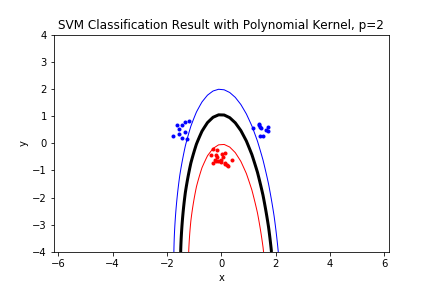 SVM Classification Result with Polynomial Kernel, p=2
4
3
2
1
0
−1
−2
−3
−4
y
−6 −4 −2 0 2 4 6
x